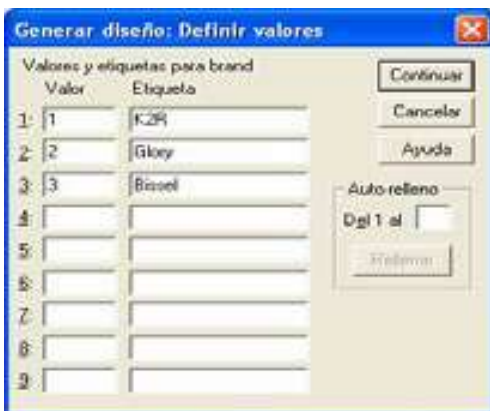 Generar diseño: Definir valores
Valores y etiquetas para brand
Valor Etiqueta
1: 1 K2R
2: 2 Glory
3: 3 Bissel
4:
5:
6:
7:
8:
9:
Continuar
Cancelar
Ayuda
Auto-relleno
Del 1 al
Rellenar